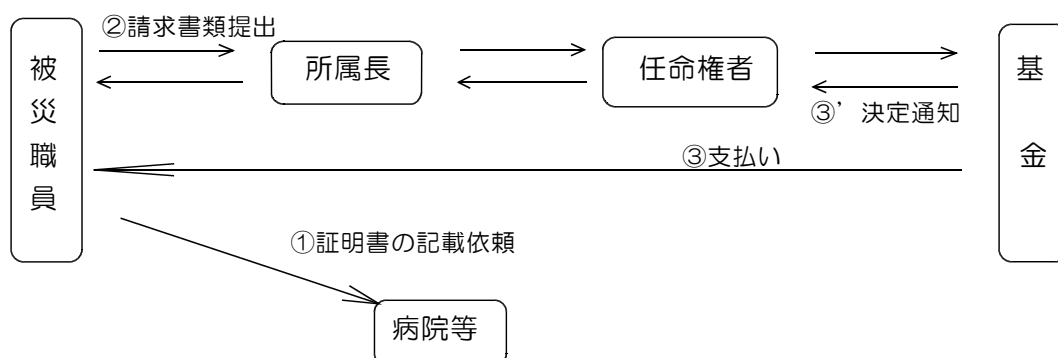 ②請求書類提出
被災職員
所属長
任命権者
基金
③’決定通知
③支払い
①証明書の記載依頼
病院等